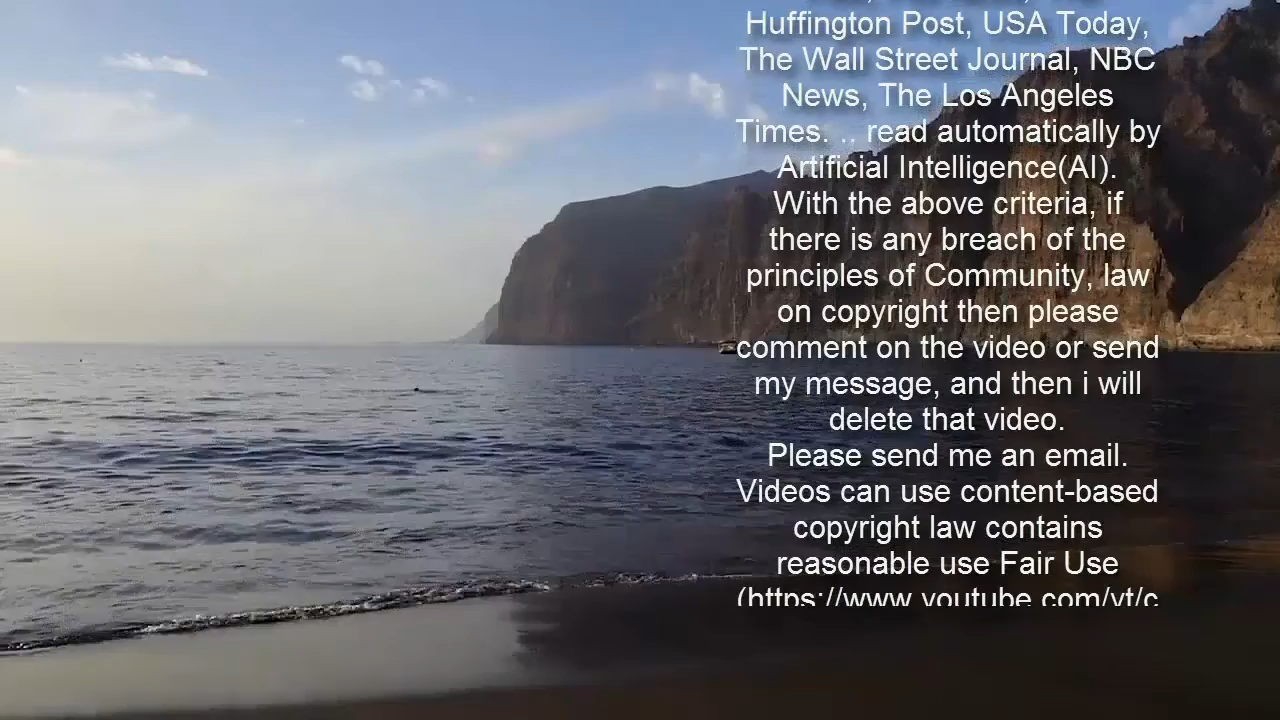 Huffington Post, USA Today,
The Wall Street Journal, NBC
News, The Los Angeles
Times. .. read automatically by
Artificial Intelligence(AI).
With the above criteria, if
there is any breach of the
principles of Community, law
on copyright then please
comment on the video or send
my message, and then i will
delete that video.
Please send me an email.
Videos can use content-based
copyright law contains
reasonable use Fair Use
(https://www.youtube.com/yt/c